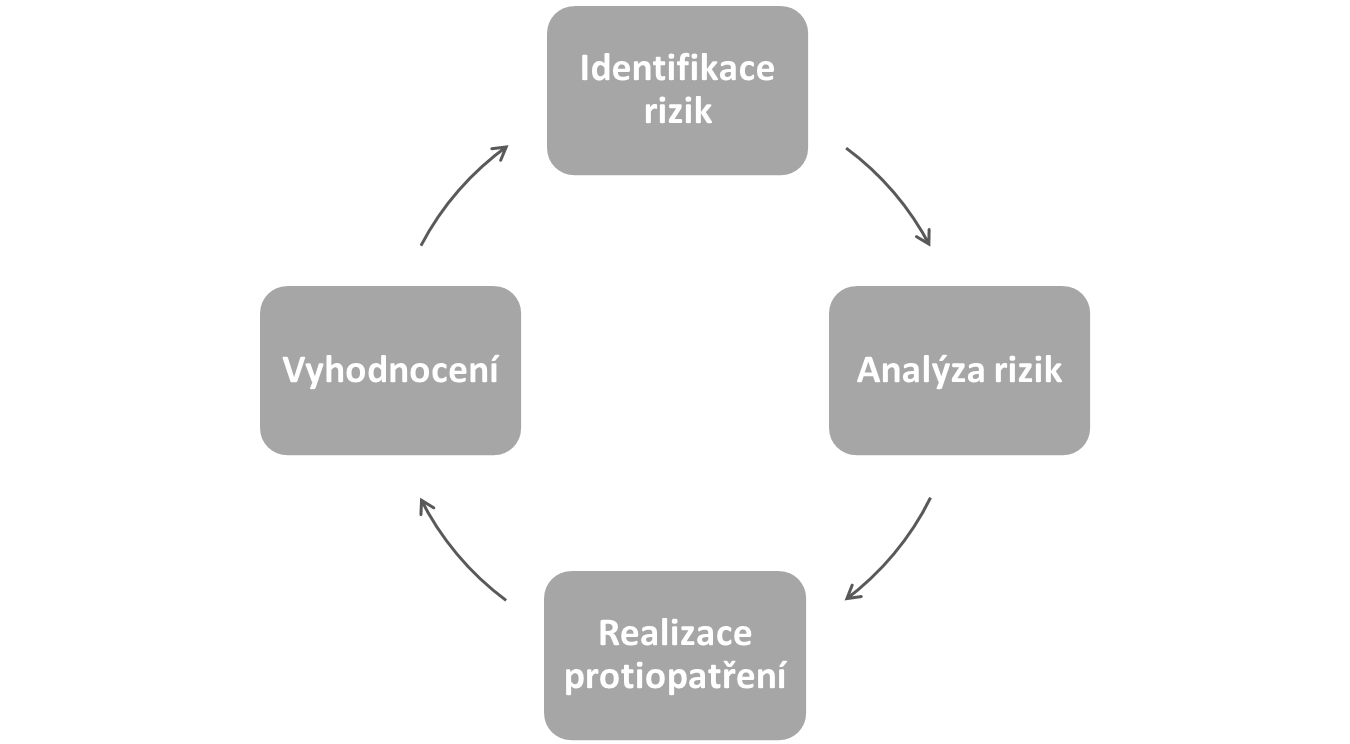 Identifikace
rizik
Vyhodnocení
Analýza rizik
Realizace
protiopatření